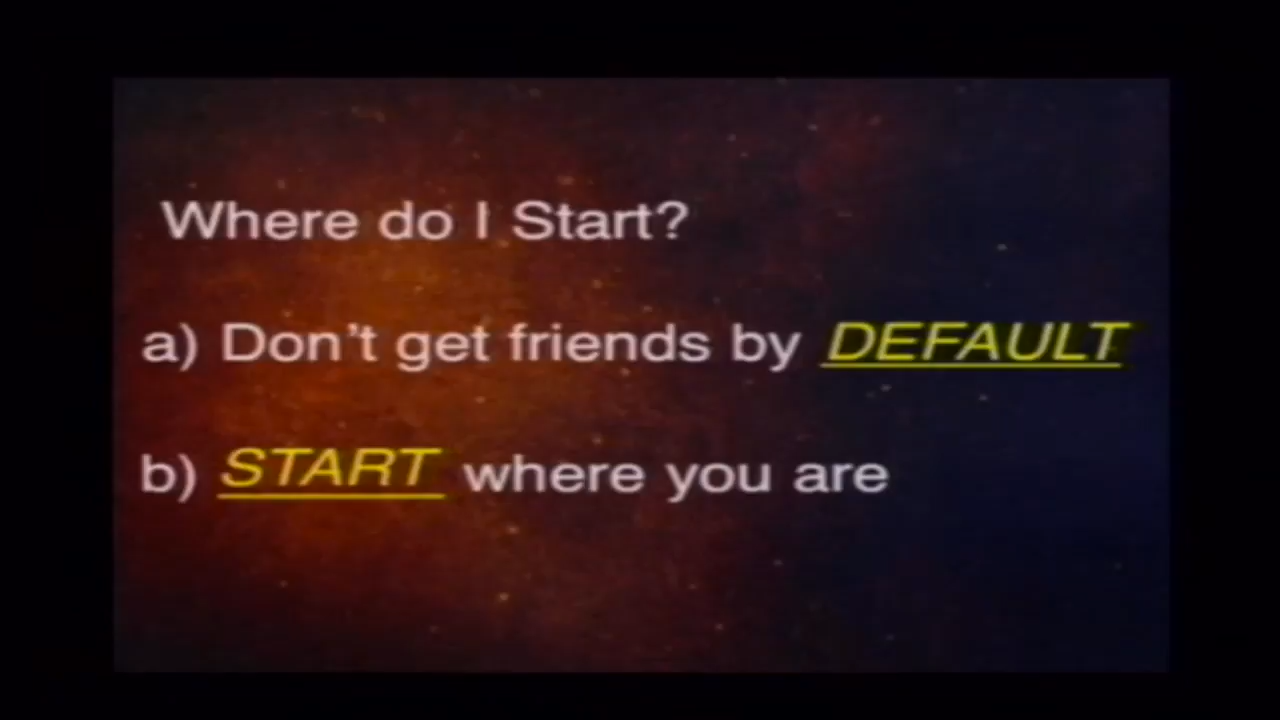 Where do I Start?
a) Don't get friends by DEFAULT
b) START where you are